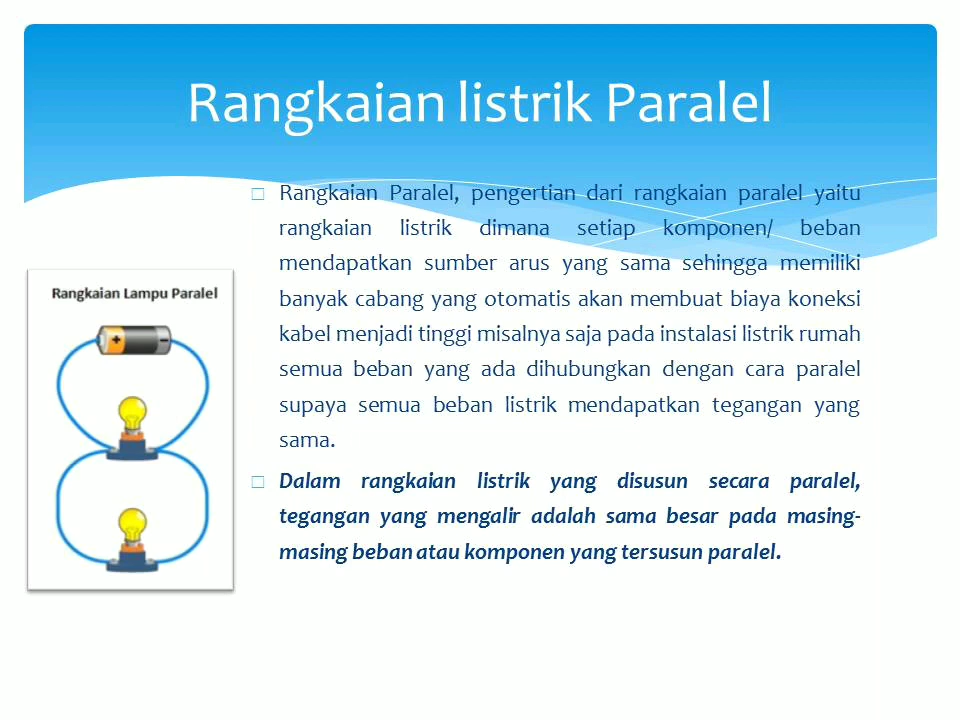 Rangkaian listrik Paralel
Rangkaian Paralel, pengertian dari rangkaian paralel yaitu
rangkaian listrik dimana setiap komponen/ beban
mendapatkan sumber arus yang sama sehingga memiliki
banyak cabang yang otomatis akan membuat biaya koneksi
kabel menjadi tinggi misalnya saja pada instalasi listrik rumah
semua beban yang ada dihubungkan dengan cara paralel
supaya semua beban listrik mendapatkan tegangan yang
sama.
Dalam rangkaian listrik yang disusun secara paralel,
tegangan yang mengalir adalah sama besar pada masing-
masing beban atau komponen yang tersusun paralel.
Rangkaian Lampu Paralel
+ -